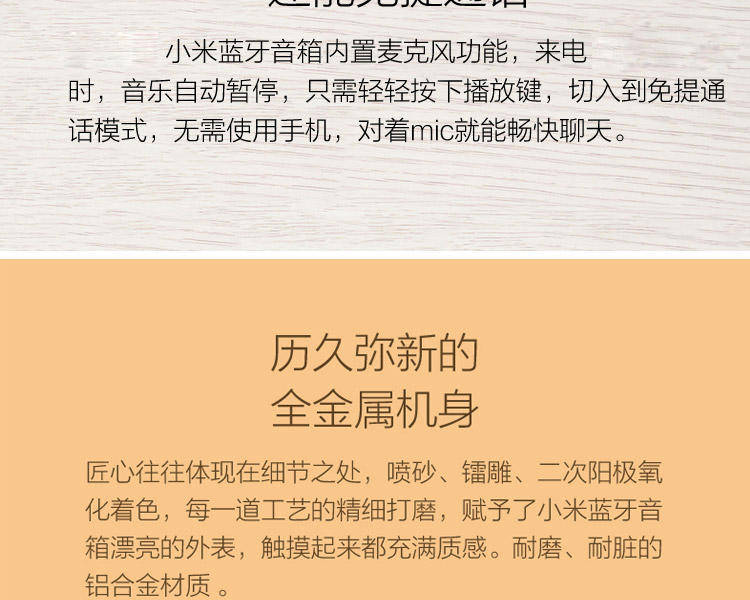 还能免提通话
小米蓝牙音箱内置麦克风功能，来电
时，音乐自动暂停，只需轻轻按下播放键，切入到免提通
话模式，无需使用手机，对着mic就能畅快聊天。
历久弥新的
全金属机身
匠心往往体现在细节之处，喷砂、镭雕、二次阳极氧
化着色，每一道工艺的精细打磨，赋予了小米蓝牙音
箱漂亮的外表，触摸起来都充满质感。耐磨、耐脏的
铝合金材质 。